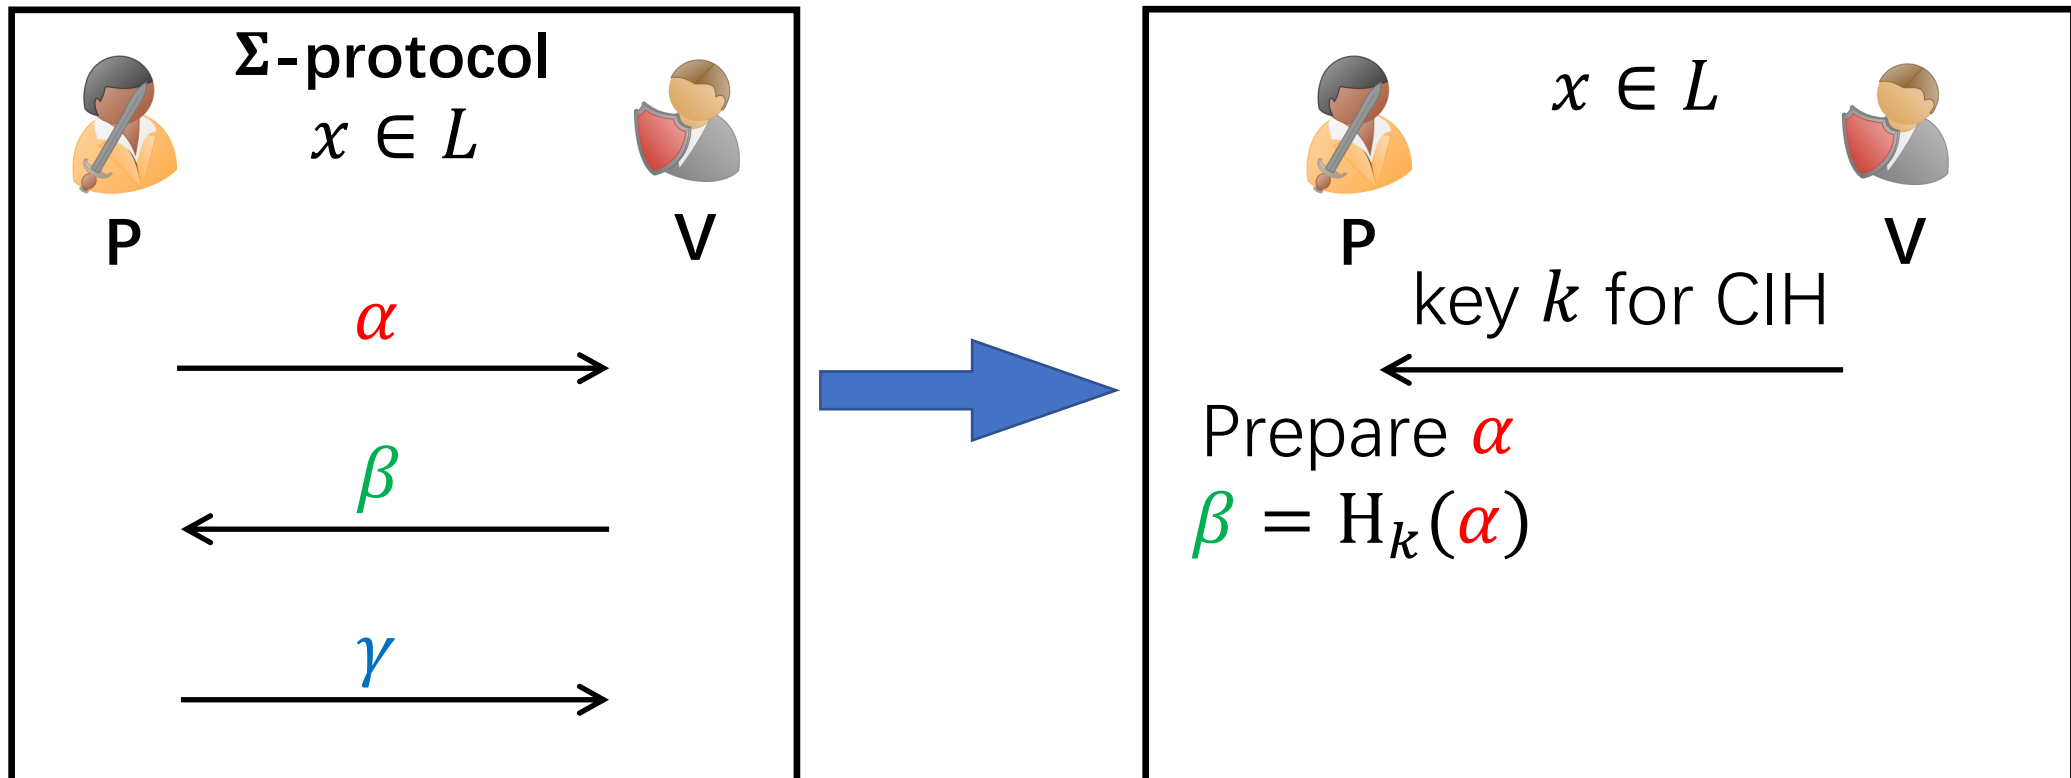 Σ-protocol
x ∈ L
P
V
α
β
γ
x ∈ L
P
V
key k for CIH
Prepare α
β = H_k(α)